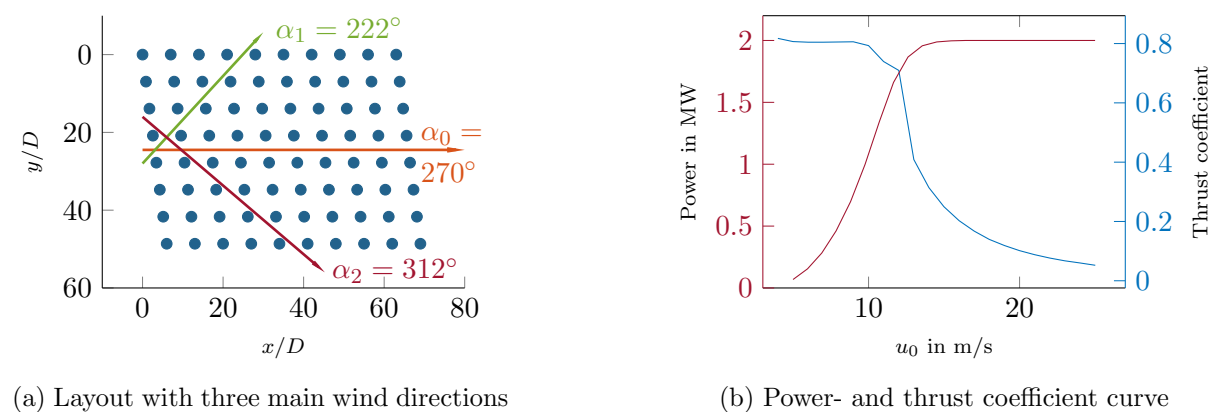 0
20
40
60
0
20
40
60
80
y/D
x/D
α₁ = 222°
α₀ =
270°
α₂ = 312°
(a) Layout with three main wind directions
2
1.5
1
0.5
0
10
20
0.8
0.6
0.4
0.2
0
Power in MW
Thrust coefficient
u₀ in m/s
(b) Power- and thrust coefficient curve